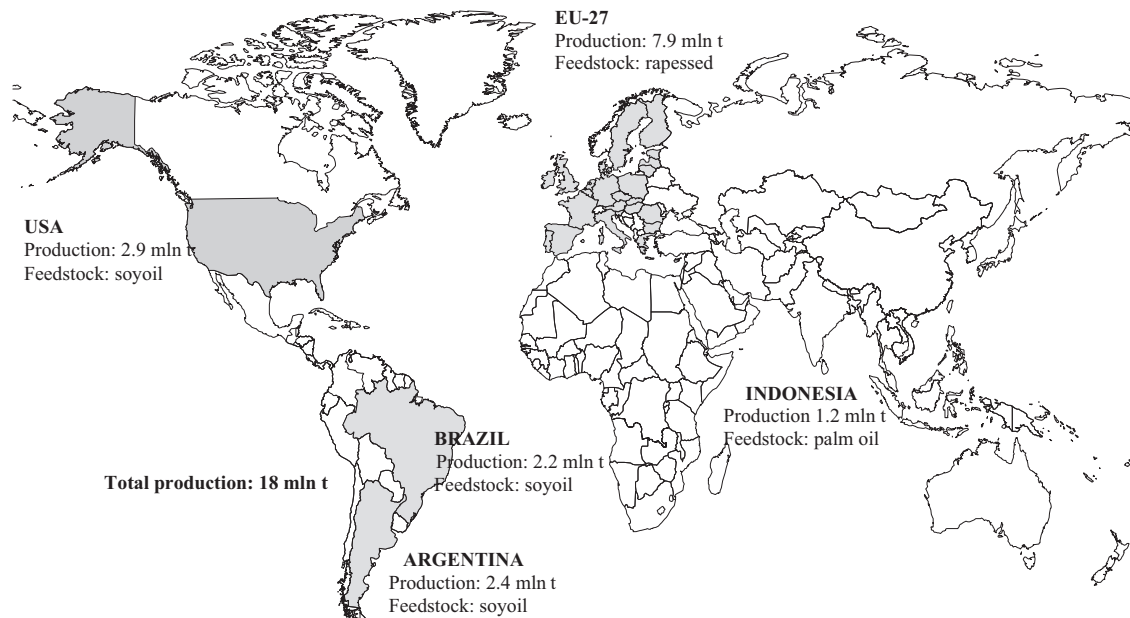 EU-27
Production: 7.9 mln t
Feedstock: rapessed
USA
Production: 2.9 mln t
Feedstock: soyoil
INDONESIA
Production 1.2 mln t
Feedstock: palm oil
BRAZIL
Production: 2.2 mln t
Feedstock: soyoil
Total production: 18 mln t
ARGENTINA
Production: 2.4 mln t
Feedstock: soyoil